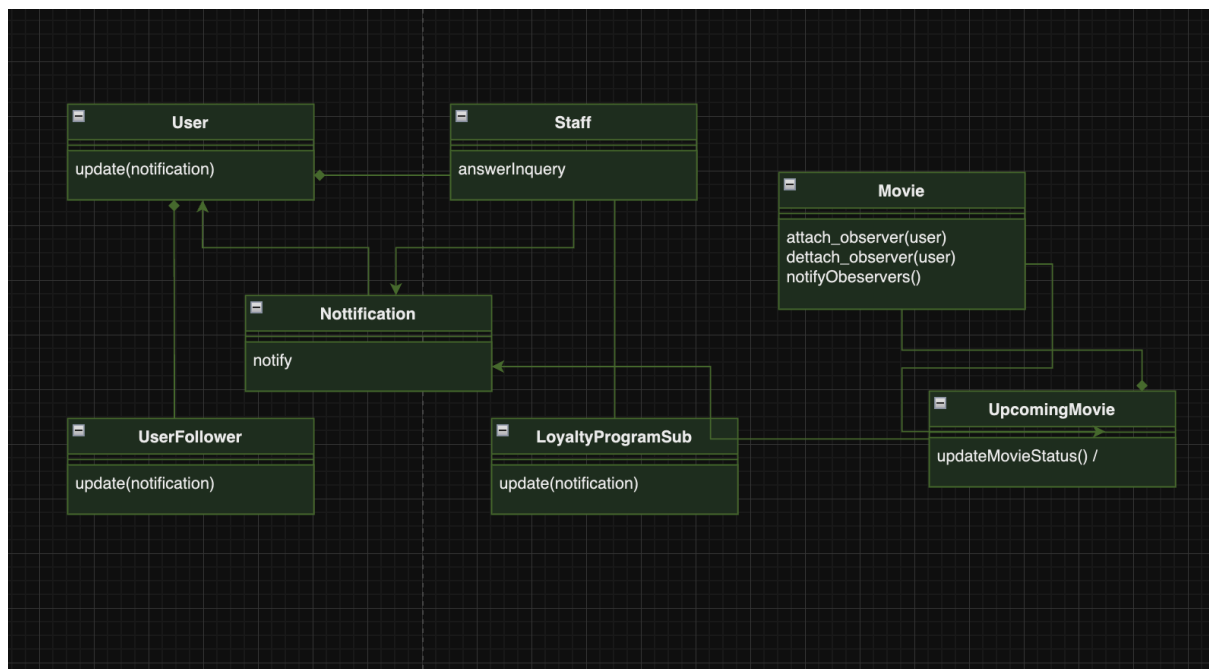 User
update(notification)
Staff
answerInquery
Movie
attach_observer(user)
dettach_observer(user)
notifyObeservers()
Nottification
notify
UserFollower
update(notification)
LoyaltyProgramSub
update(notification)
UpcomingMovie
updateMovieStatus() /